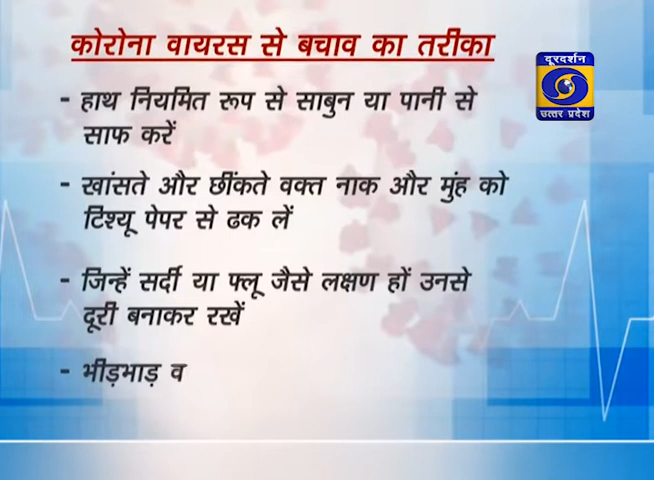 कोरोना वायरस से बचाव का तरीका
दूरदर्शन
उत्तर प्रदेश
- हाथ नियमित रूप से साबुन या पानी से
साफ करें
- खांसते और छींकते वक्त नाक और मुंह को
टिश्यू पेपर से ढक लें
- जिन्हें सर्दी या फ्लू जैसे लक्षण हों उनसे
दूरी बनाकर रखें
- भीड़भाड़ व